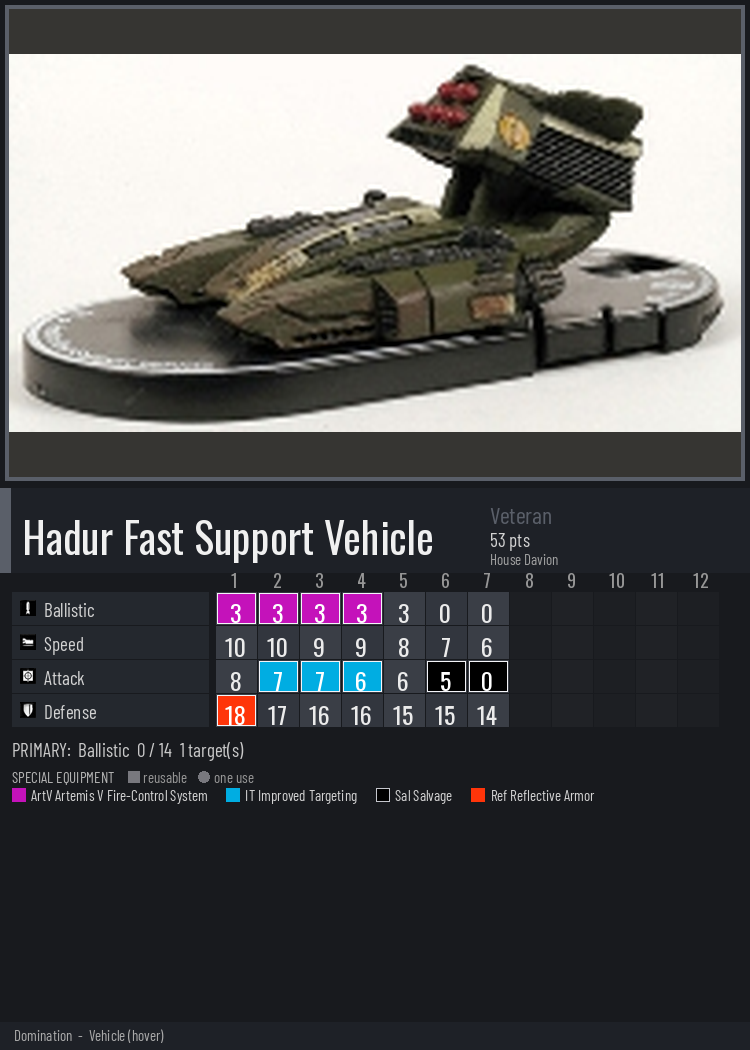 Hadur Fast Support Vehicle
Veteran
53 pts
House Davion
1 2 3 4 5 6 7 8 9 10 11 12
Ballistic 3 3 3 3 3 0 0
Speed 10 10 9 9 8 7 6
Attack 8 7 7 6 6 5 0
Defense 18 17 16 16 15 15 14
PRIMARY: Ballistic 0 / 14 1 target(s)
SPECIAL EQUIPMENT reusable one use
ArtV Artemis V Fire-Control System IT Improved Targeting Sal Salvage Ref Reflective Armor
Domination - Vehicle (hover)